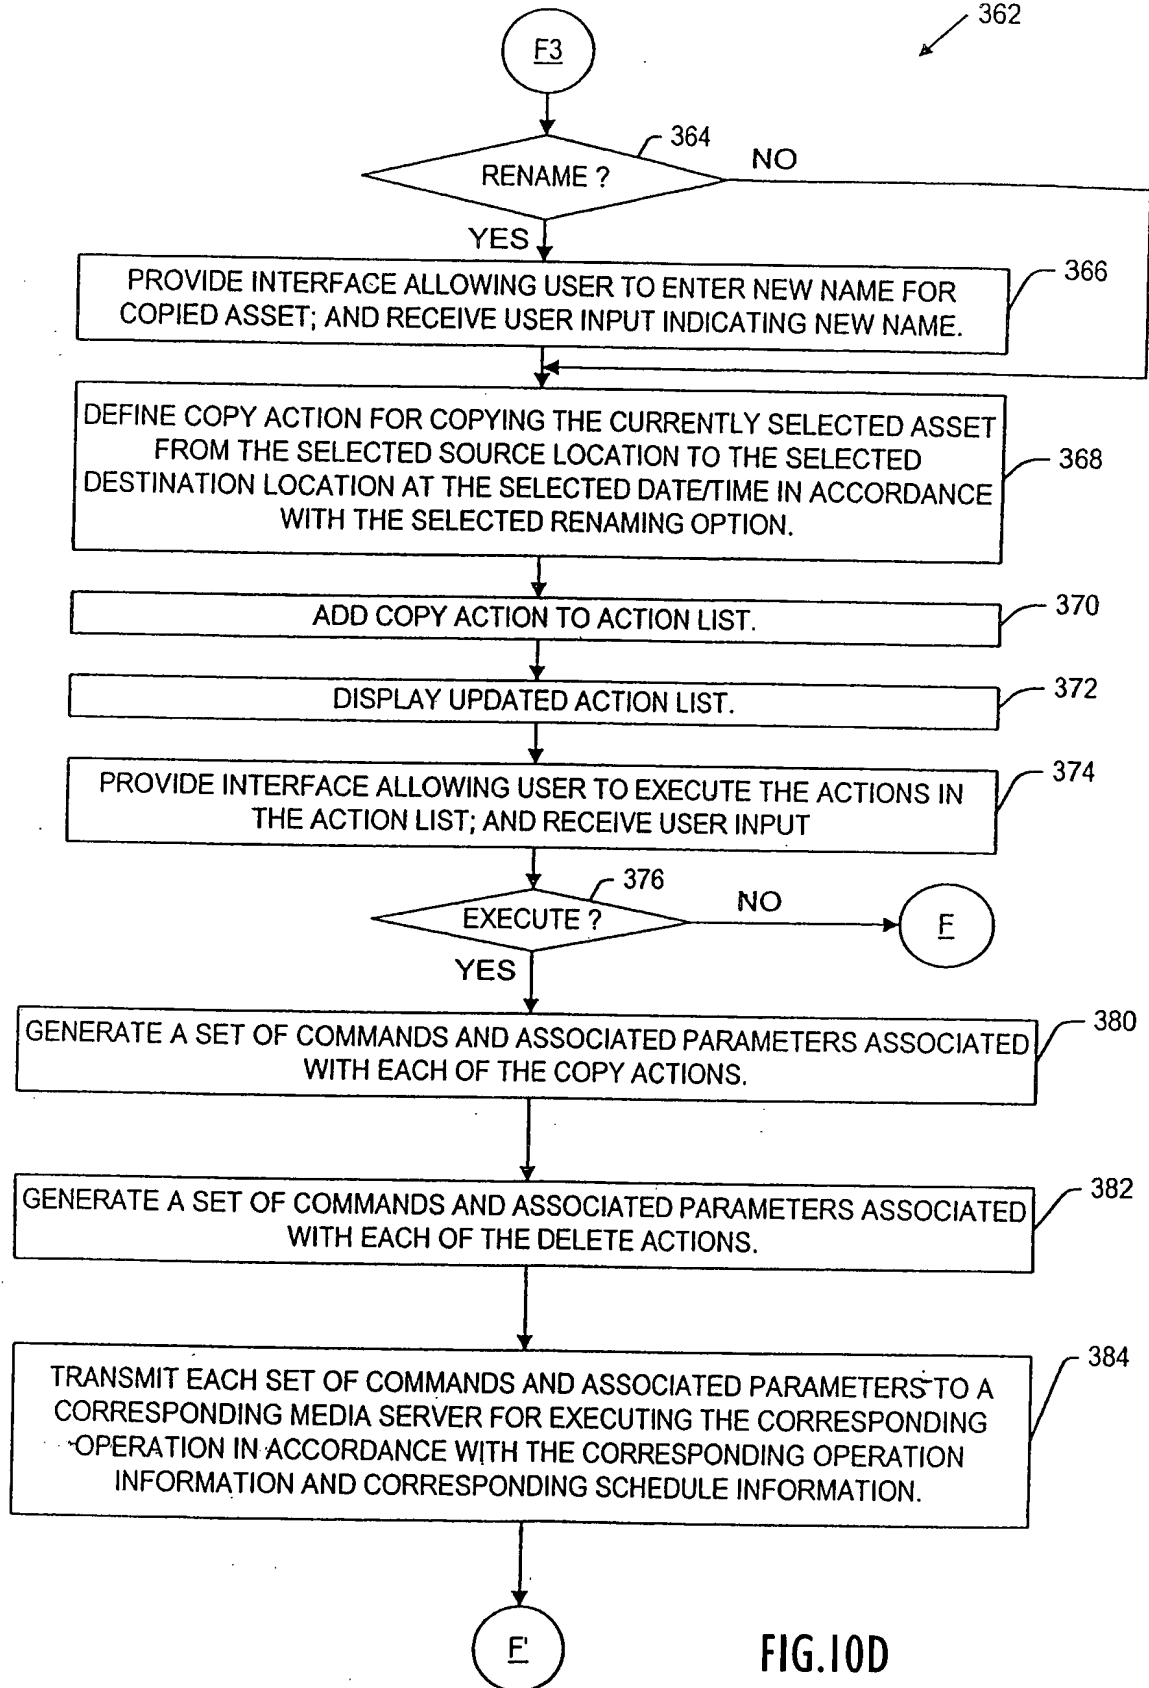 362
F3
364
RENAME ?
NO
YES
PROVIDE INTERFACE ALLOWING USER TO ENTER NEW NAME FOR
COPIED ASSET; AND RECEIVE USER INPUT INDICATING NEW NAME.
366
DEFINE COPY ACTION FOR COPYING THE CURRENTLY SELECTED ASSET
FROM THE SELECTED SOURCE LOCATION TO THE SELECTED
DESTINATION LOCATION AT THE SELECTED DATE/TIME IN ACCORDANCE
WITH THE SELECTED RENAMING OPTION.
368
ADD COPY ACTION TO ACTION LIST.
370
DISPLAY UPDATED ACTION LIST.
372
PROVIDE INTERFACE ALLOWING USER TO EXECUTE THE ACTIONS IN
THE ACTION LIST; AND RECEIVE USER INPUT
374
376
EXECUTE ?
NO
F
YES
GENERATE A SET OF COMMANDS AND ASSOCIATED PARAMETERS ASSOCIATED
WITH EACH OF THE COPY ACTIONS.
380
GENERATE A SET OF COMMANDS AND ASSOCIATED PARAMETERS ASSOCIATED
WITH EACH OF THE DELETE ACTIONS.
382
TRANSMIT EACH SET OF COMMANDS AND ASSOCIATED PARAMETERS TO A
CORRESPONDING MEDIA SERVER FOR EXECUTING THE CORRESPONDING
OPERATION IN ACCORDANCE WITH THE CORRESPONDING OPERATION
INFORMATION AND CORRESPONDING SCHEDULE INFORMATION.
384
F'
FIG.10D